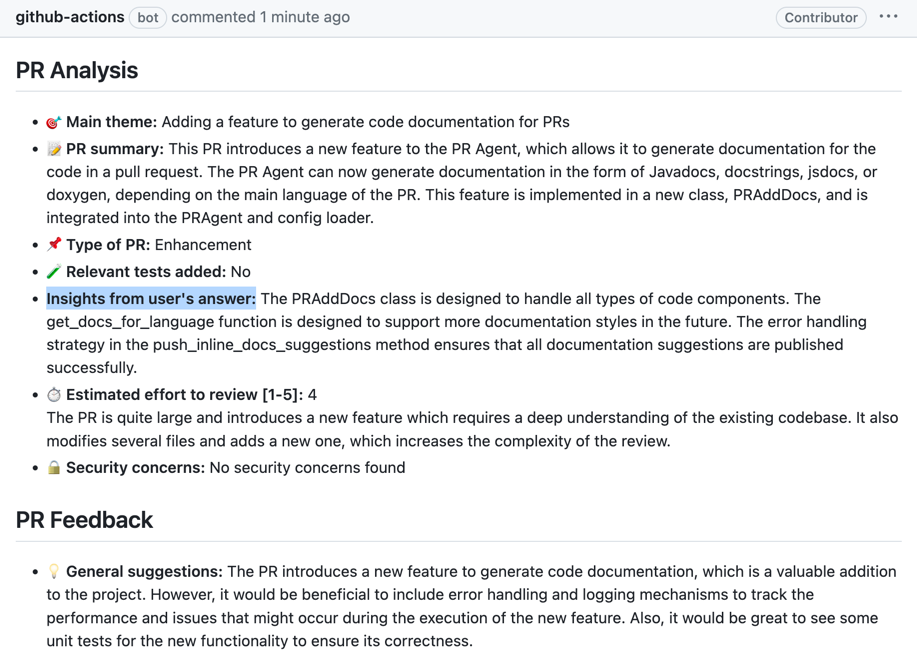 github-actions bot commented 1 minute ago Contributor ...
PR Analysis
• 🎯 Main theme: Adding a feature to generate code documentation for PRs
• 📝 PR summary: This PR introduces a new feature to the PR Agent, which allows it to generate documentation for the
code in a pull request. The PR Agent can now generate documentation in the form of Javadocs, docstrings, jsdocs, or
doxygen, depending on the main language of the PR. This feature is implemented in a new class, PRAddDocs, and is
integrated into the PRAgent and config loader.
• 📌 Type of PR: Enhancement
• 🧪 Relevant tests added: No
• Insights from user's answer: The PRAddDocs class is designed to handle all types of code components. The
get_docs_for_language function is designed to support more documentation styles in the future. The error handling
strategy in the push_inline_docs_suggestions method ensures that all documentation suggestions are published
successfully.
• ⏱️ Estimated effort to review [1-5]: 4
The PR is quite large and introduces a new feature which requires a deep understanding of the existing codebase. It also
modifies several files and adds a new one, which increases the complexity of the review.
• 🔒 Security concerns: No security concerns found
PR Feedback
• 💡 General suggestions: The PR introduces a new feature to generate code documentation, which is a valuable addition
to the project. However, it would be beneficial to include error handling and logging mechanisms to track the
performance and issues that might occur during the execution of the new feature. Also, it would be great to see some
unit tests for the new functionality to ensure its correctness.